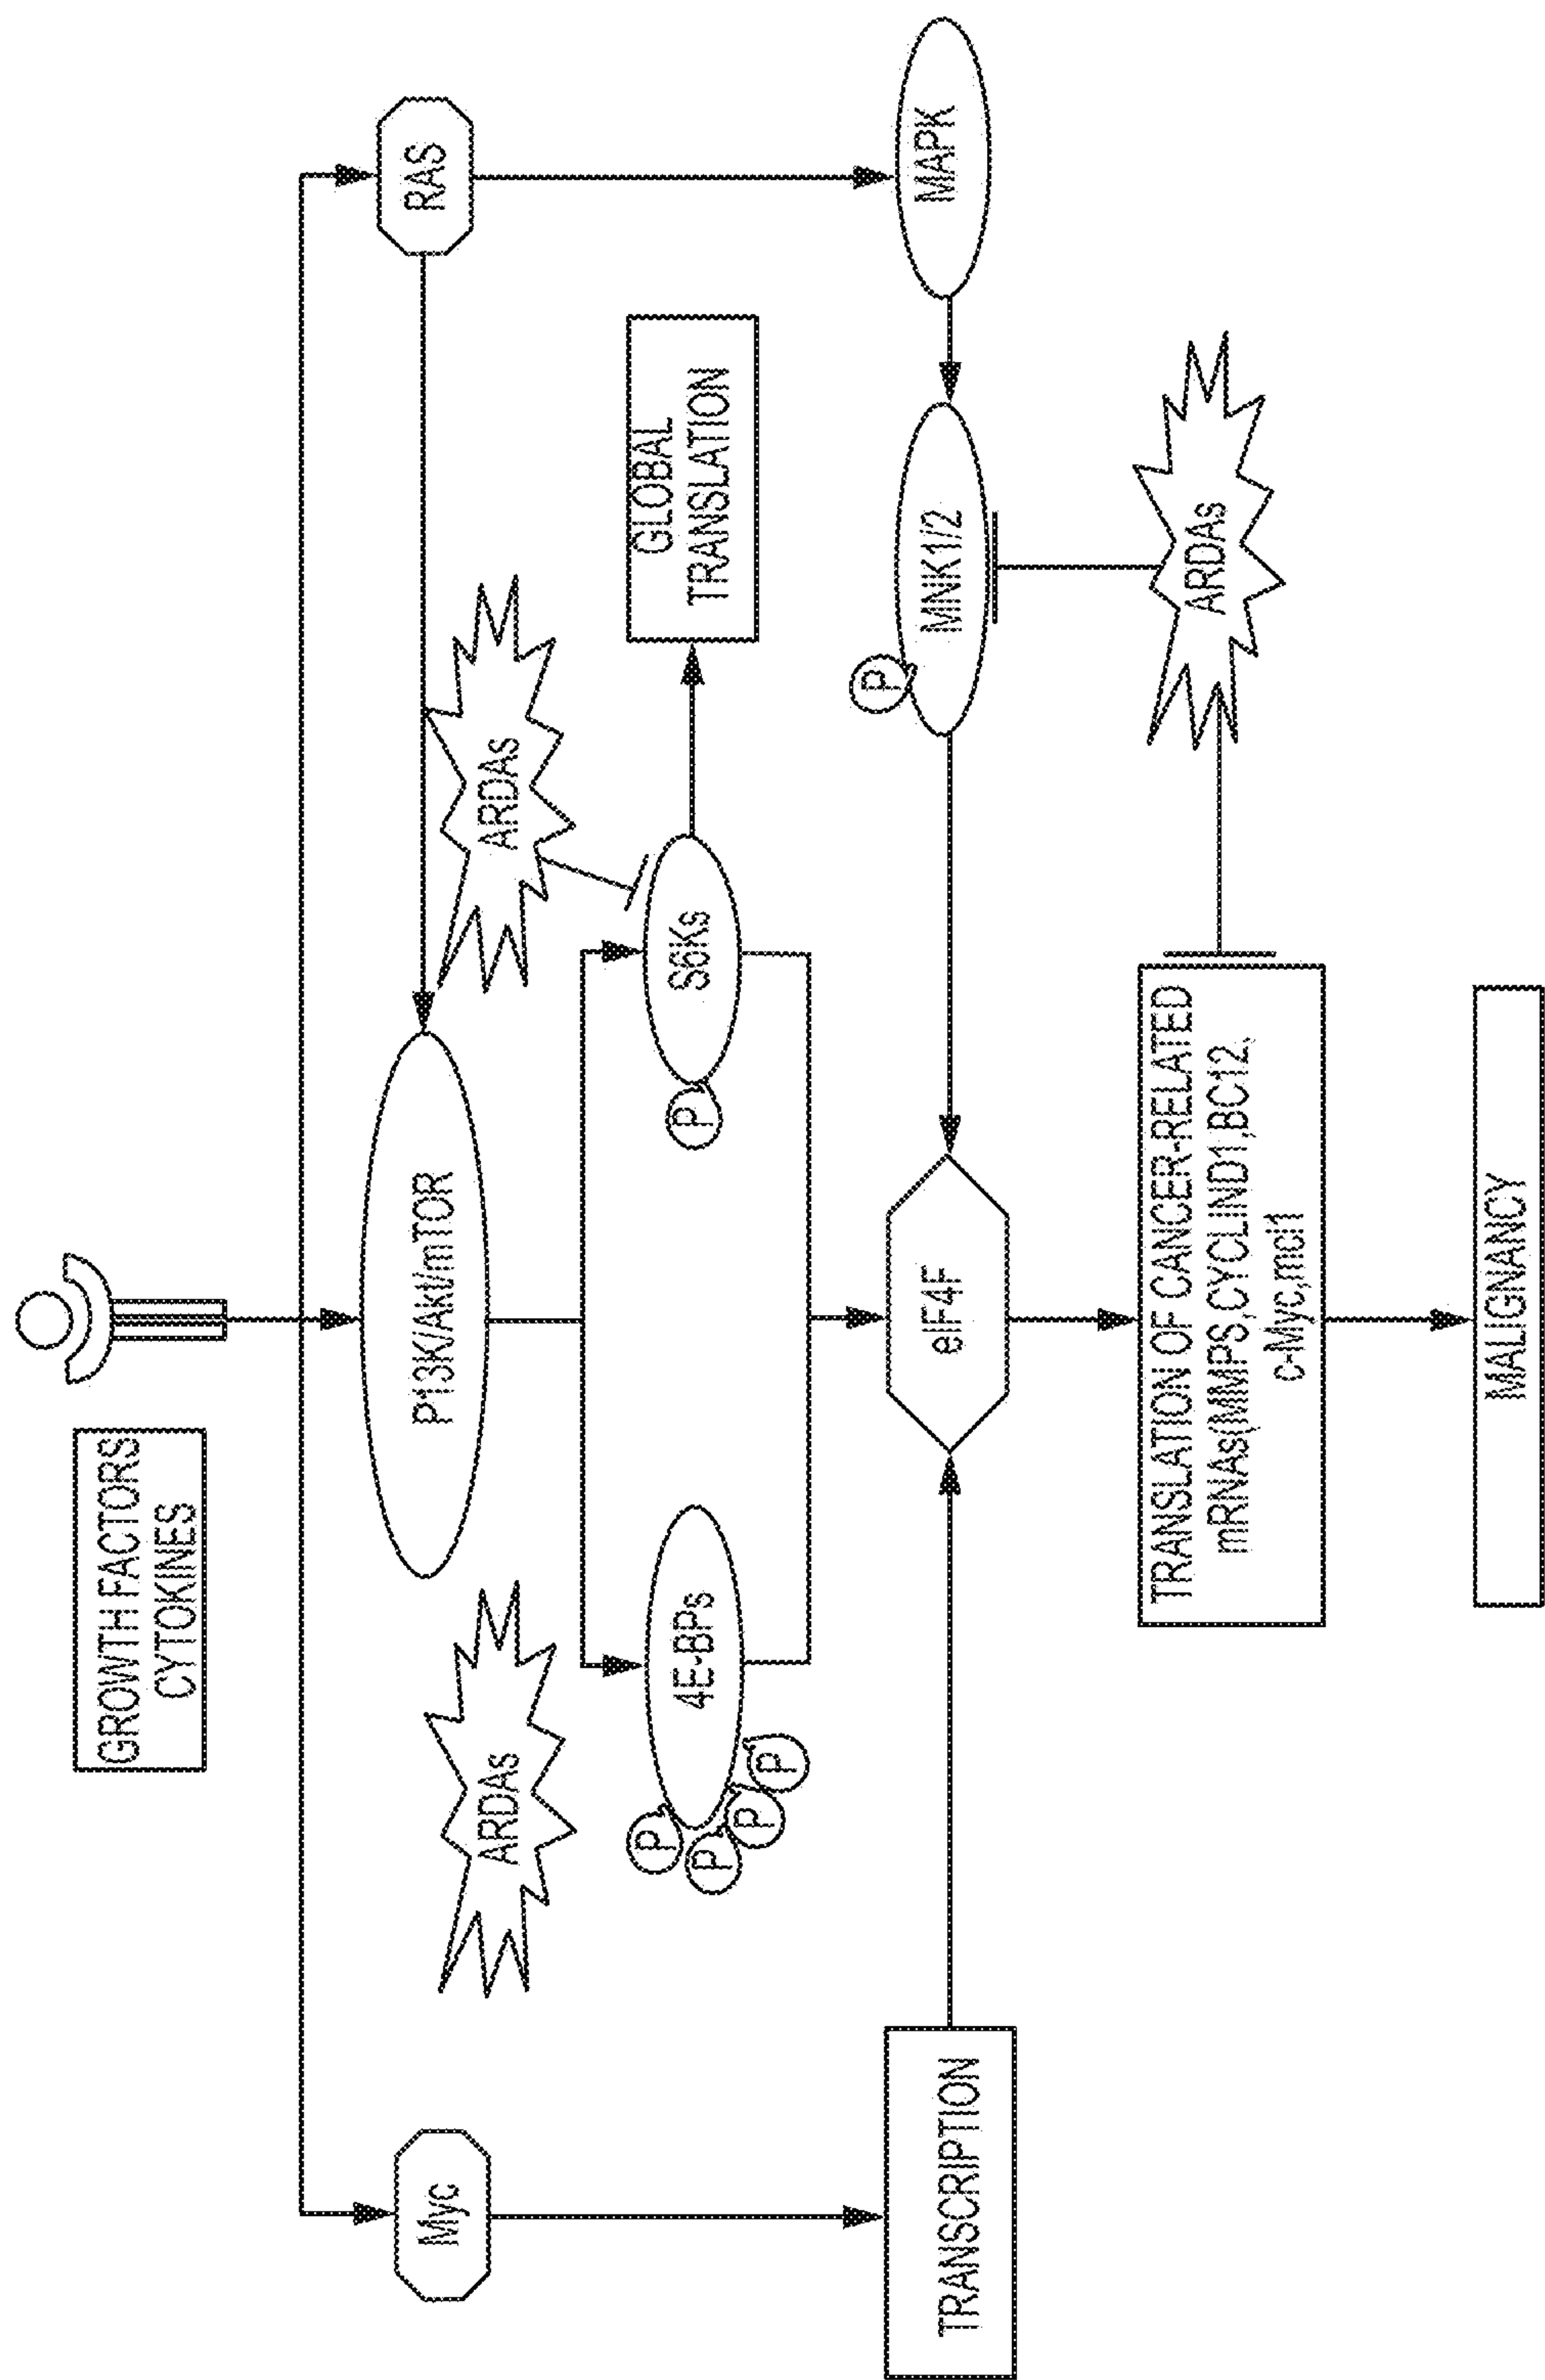 GROWTH FACTORS
CYTOKINES
Myc
P13K/Akt/mTOR
RAS
ARDAs
ARDAs
4E-BPs
P
P
P
P
S6Ks
P
GLOBAL
TRANSLATION
TRANSCRIPTION
eIF4F
MNK1/2
P
MAPK
ARDAs
TRANSLATION OF CANCER-RELATED
mRNAs(MMPS,CYCLIND1,BC12,
c-Myc,mcl1
MALIGNANCY